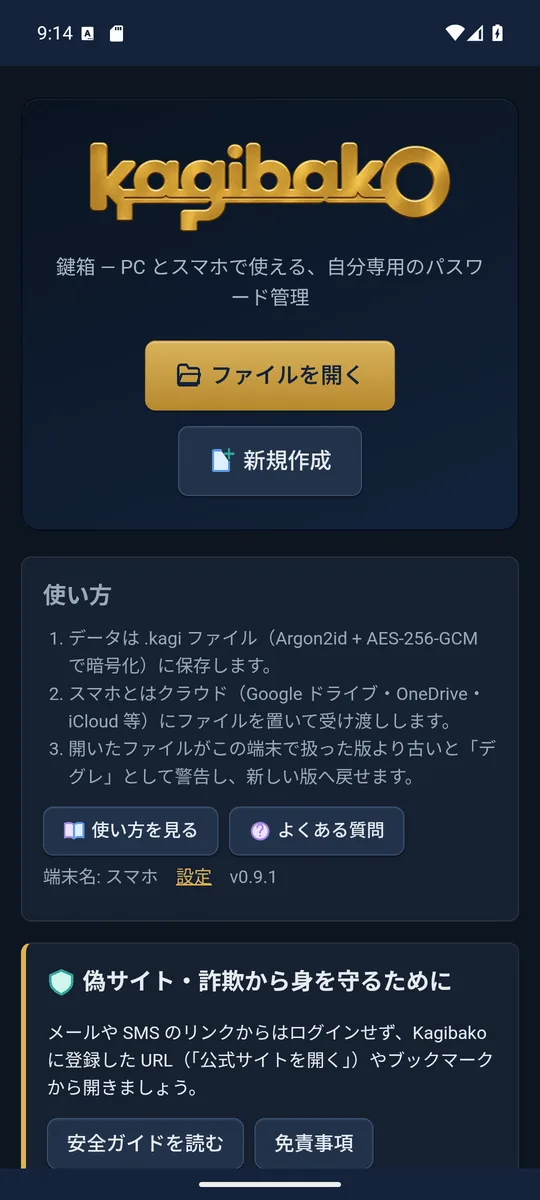 9:14
kagibako
鍵箱 — PC とスマホで使える、自分専用のパスワ
ード管理
ファイルを開く
新規作成
使い方
1. データは .kagi ファイル（Argon2id + AES-256-GCM
で暗号化）に保存します。
2. スマホとはクラウド（Google ドライブ・OneDrive・
iCloud 等）にファイルを置いて受け渡しします。
3. 開いたファイルがこの端末で扱った版より古いと「デ
グレ」として警告し、新しい版へ戻せます。
使い方を見る
よくある質問
端末名: スマホ 設定 v0.9.1
偽サイト・詐欺から身を守るために
メールや SMS のリンクからはログインせず、Kagibako
に登録した URL（「公式サイトを開く」）やブックマーク
から開きましょう。
安全ガイドを読む
免責事項